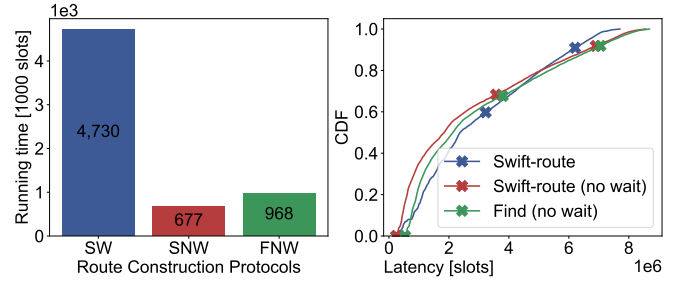 1e3
Running time [1000 slots]
4
3
2
1
0
4,730
677
968
SW SNW FNW
Route Construction Protocols
CDF
1.0
0.8
0.6
0.4
0.2
0.0
Swift-route
Swift-route (no wait)
Find (no wait)
0 2 4 6 8
Latency [slots] 1e6